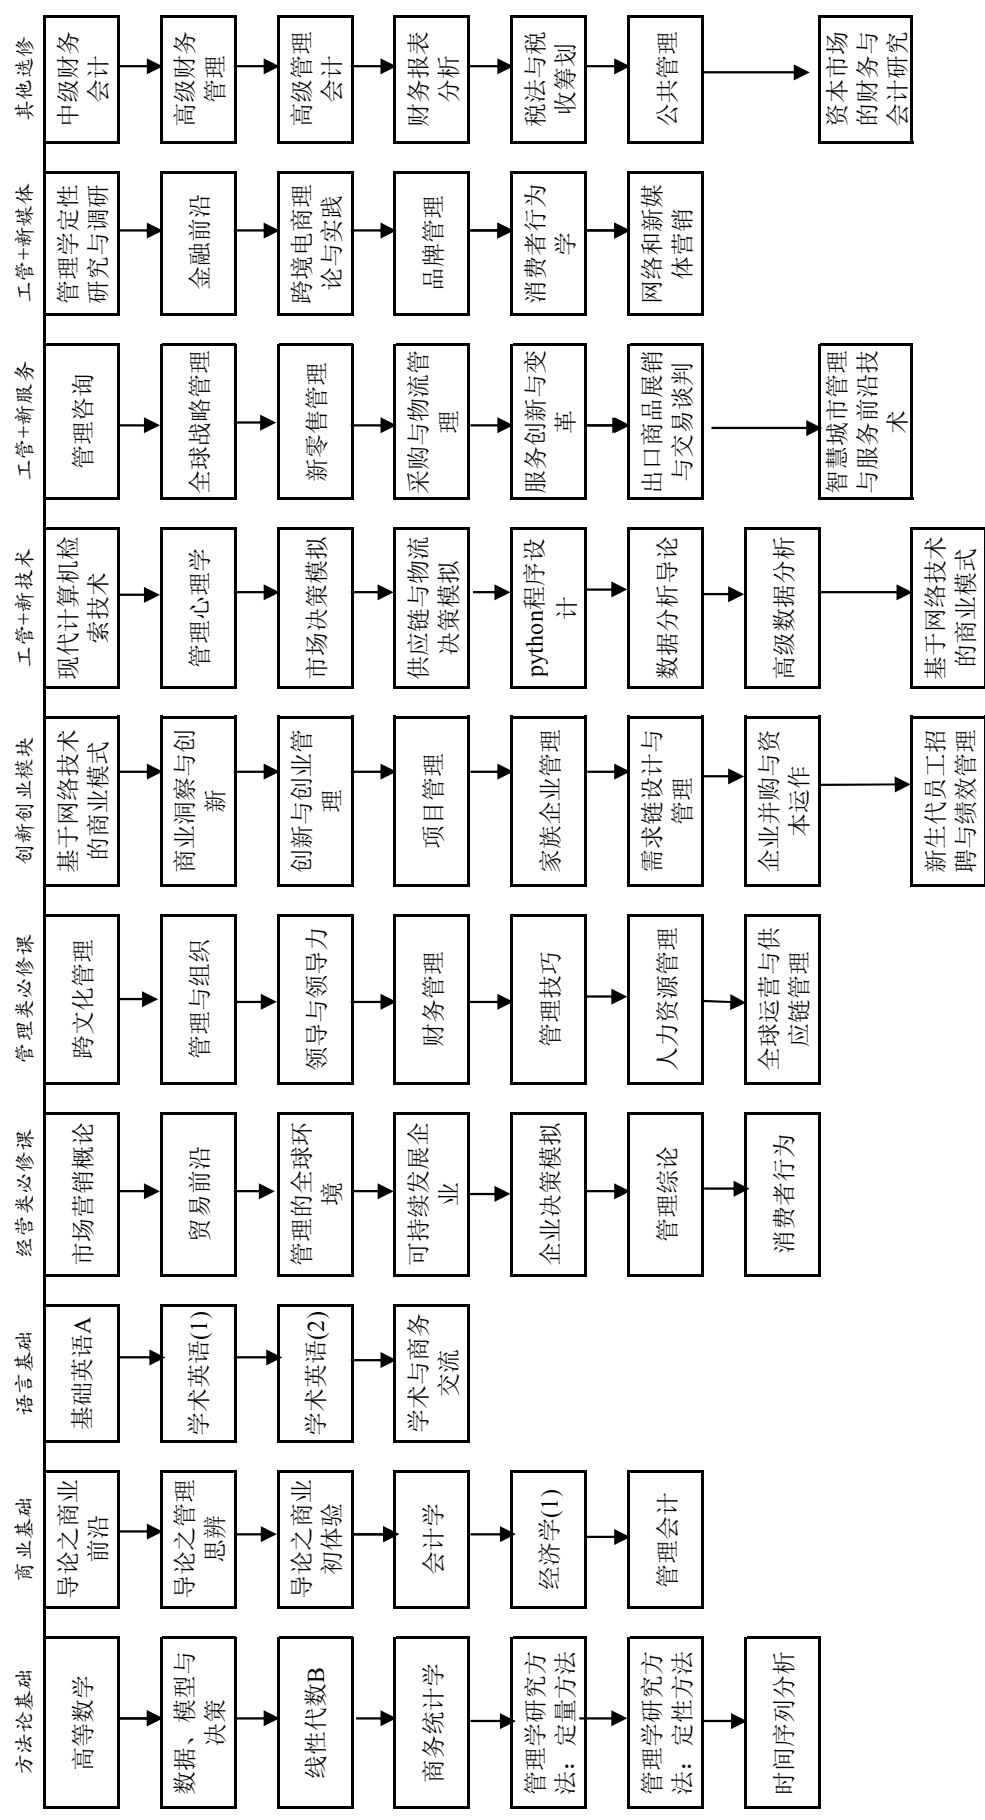 方法论基础
高等数学
数据、模型与
决策
线性代数B
商务统计学
管理学研究方
法：定量方法
管理学研究方
法：定性方法
时间序列分析
商业基础
导论之商业
前沿
导论之管理
思辨
导论之商业
初体验
会计学
经济学(1)
管理会计
语言基础
基础英语A
学术英语(1)
学术英语(2)
学术与商务
交流
经营类必修课
市场营销概论
贸易前沿
管理的全球环
境
可持续发展企
业
企业决策模拟
管理综论
消费者行为
管理类必修课
跨文化管理
管理与组织
领导与领导力
财务管理
管理技巧
人力资源管理
全球运营与供
应链管理
创新创业模块
基于网络技术
的商业模式
商业洞察与创
新
创新与创业管
理
项目管理
家族企业管理
需求链设计与
管理
企业并购与资
本运作
新生代员工招
聘与绩效管理
工管+新技术
现代计算机检
索技术
管理心理学
市场决策模拟
供应链与物流
决策模拟
python程序设
计
数据分析导论
高级数据分析
基于网络技术
的商业模式
工管+新服务
管理咨询
全球战略管理
新零售管理
采购与物流管
理
服务创新与变
革
出口商品展销
与交易谈判
智慧城市管理
与服务前沿技
术
工管+新媒体
管理学定性
研究与调研
金融前沿
跨境电商理
论与实践
品牌管理
消费者行为
学
网络和新媒
体营销
其他选修
中级财务
会计
高级财务
管理
高级管理
会计
财务报表
分析
税法与税
收筹划
公共管理
资本市场
的财务与
会计研究